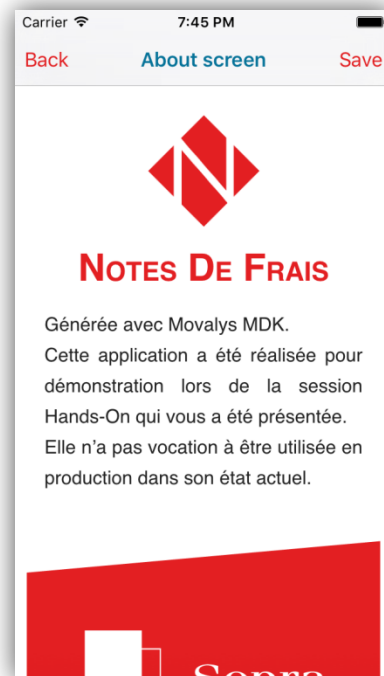 Carrier 7:45 PM
Back About screen Save
NOTES DE FRAIS
Générée avec Movalys MDK.
Cette application a été réalisée pour
démonstration lors de la session
Hands-On qui vous a été présentée.
Elle n'a pas vocation à être utilisée en
production dans son état actuel.
Sopra